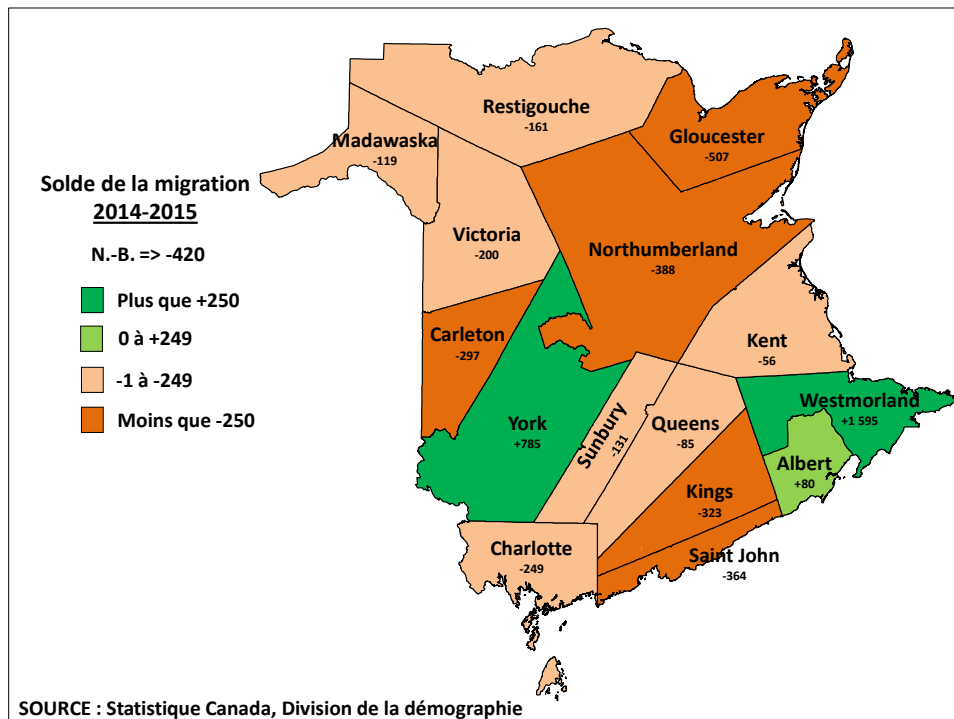 Restigouche
-161
Gloucester
-507
Madawaska
-119
Solde de la migration
2014-2015
N.-B. => -420
Plus que +250
0 à +249
-1 à -249
Moins que -250
Victoria
-200
Northumberland
-388
Carleton
-297
Kent
-56
York
+785
Sunbury
-131
Queens
-85
Westmorland
+1 595
Albert
+80
Kings
-323
Charlotte
-249
Saint John
-364
SOURCE : Statistique Canada, Division de la démographie